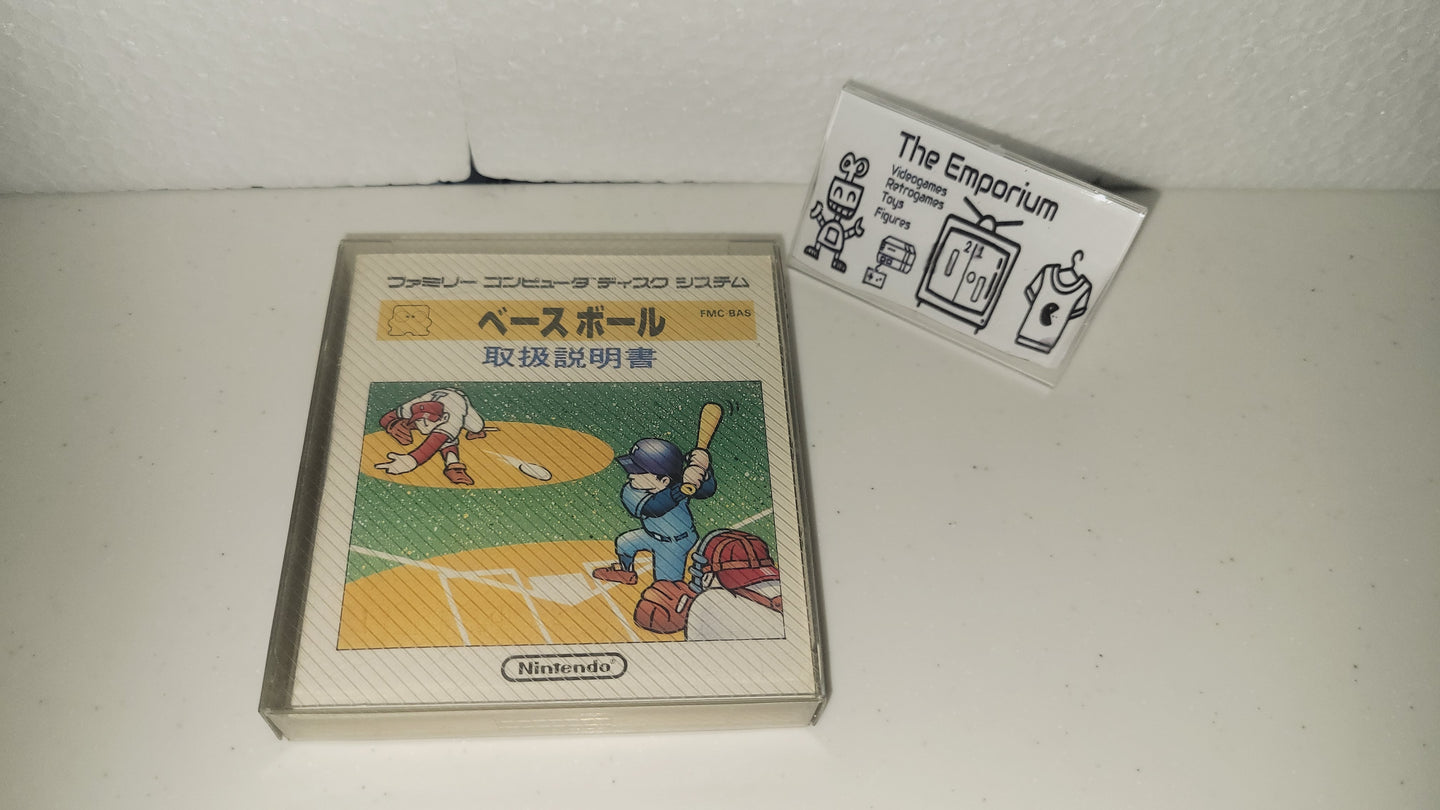 ファミリー コンピュータ ディスク システム
ベースボール
FMC BAS
取扱説明書
Nintendo®
The Emporium
Videogames
Retrogames
Toys
Figures
21